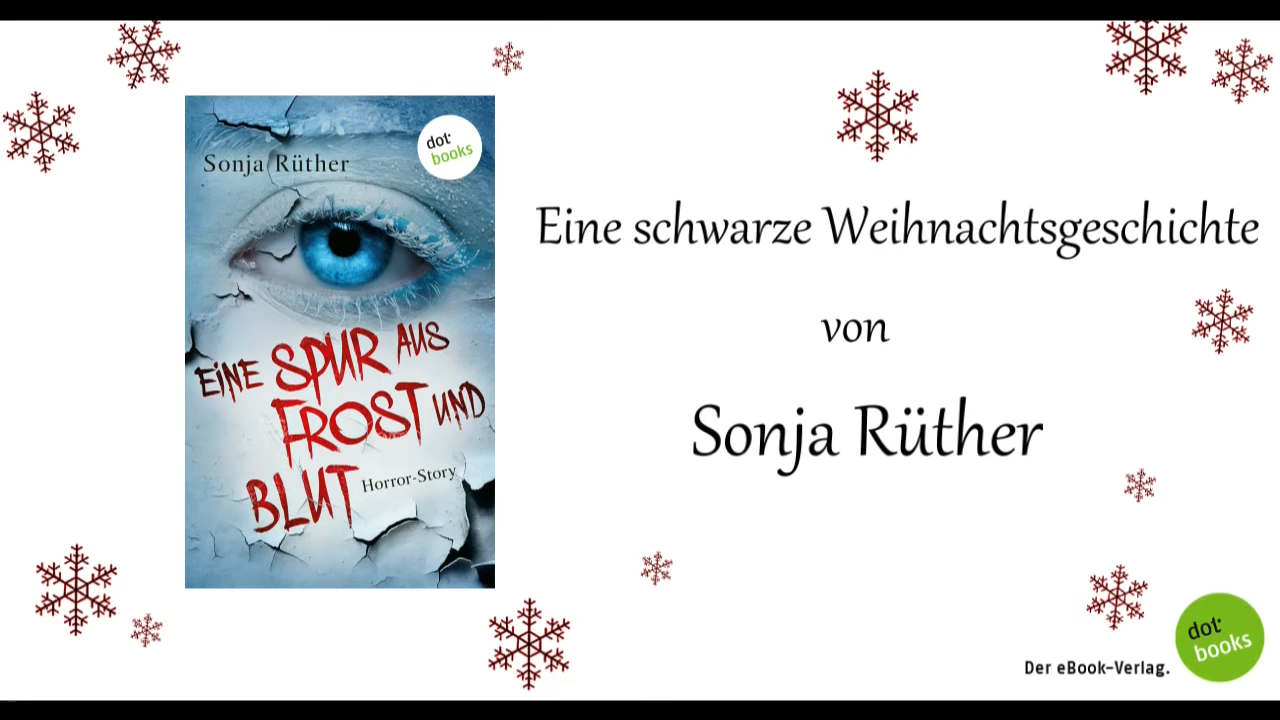 Sonja Rüther
dot
books
EINE SPUR AUS
FROST UND
BLUT Horror-Story
Eine schwarze Weihnachtsgeschichte
von
Sonja Rüther
Der eBook-Verlag.
dot
books